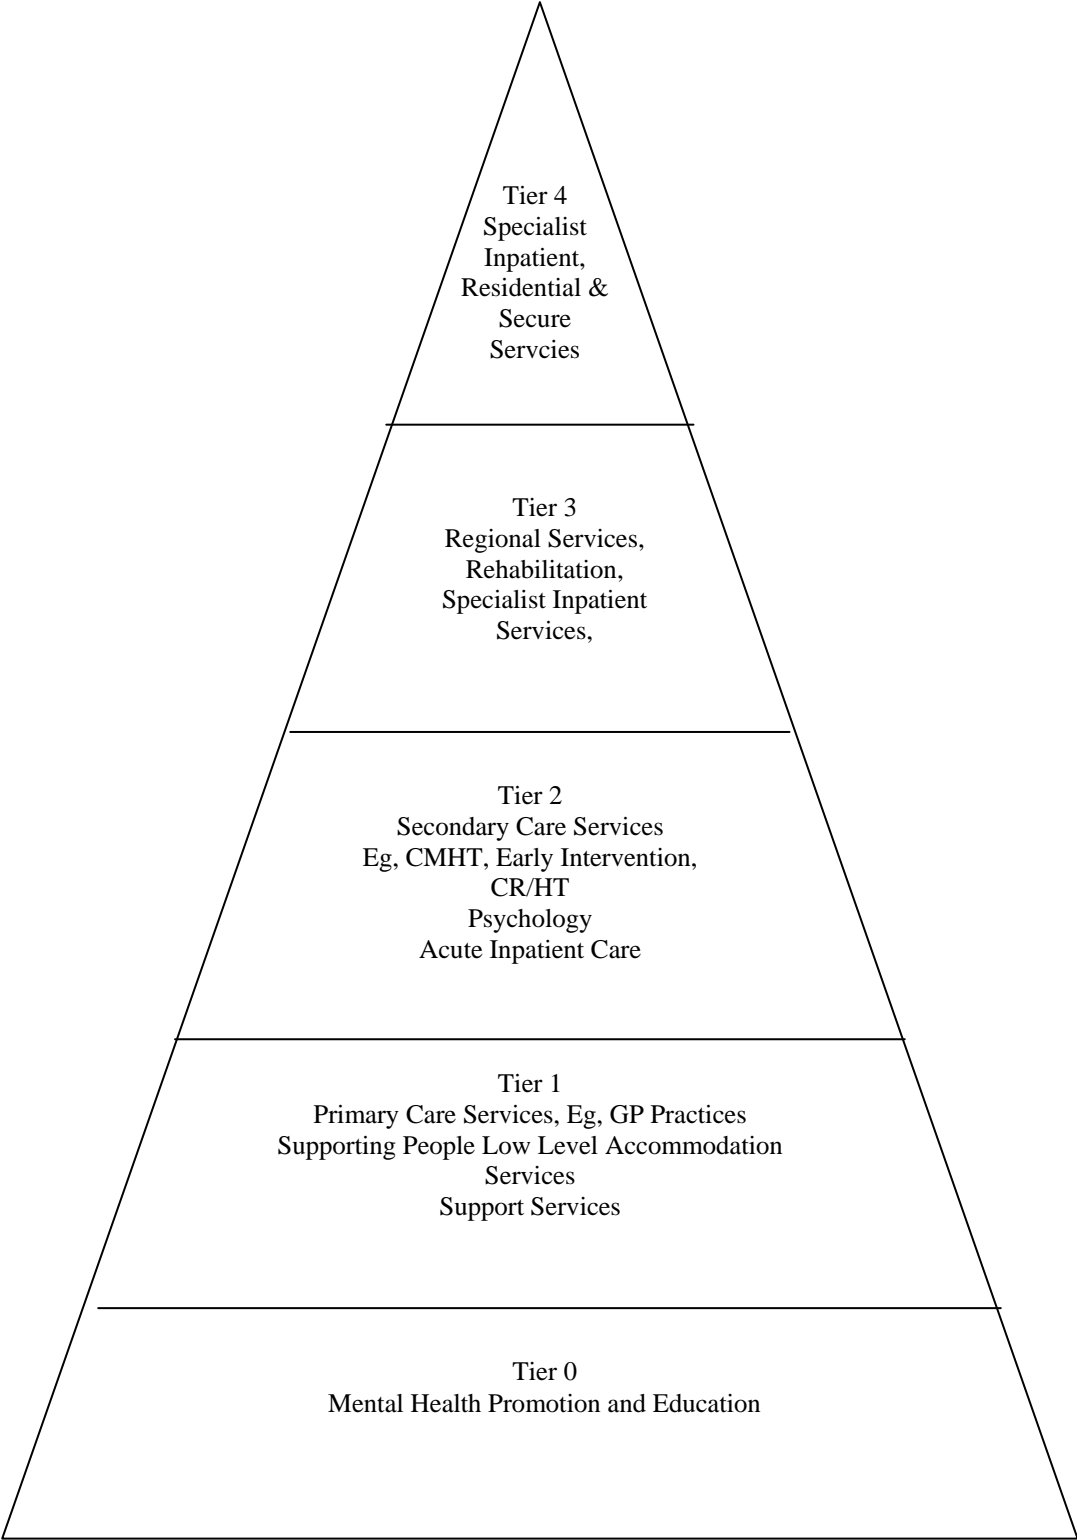 Tier 4
Specialist
Inpatient,
Residential &
Secure
Servcies
Tier 3
Regional Services,
Rehabilitation,
Specialist Inpatient
Services,
Tier 2
Secondary Care Services
Eg, CMHT, Early Intervention,
CR/HT
Psychology
Acute Inpatient Care
Tier 1
Primary Care Services, Eg, GP Practices
Supporting People Low Level Accommodation
Services
Support Services
Tier 0
Mental Health Promotion and Education